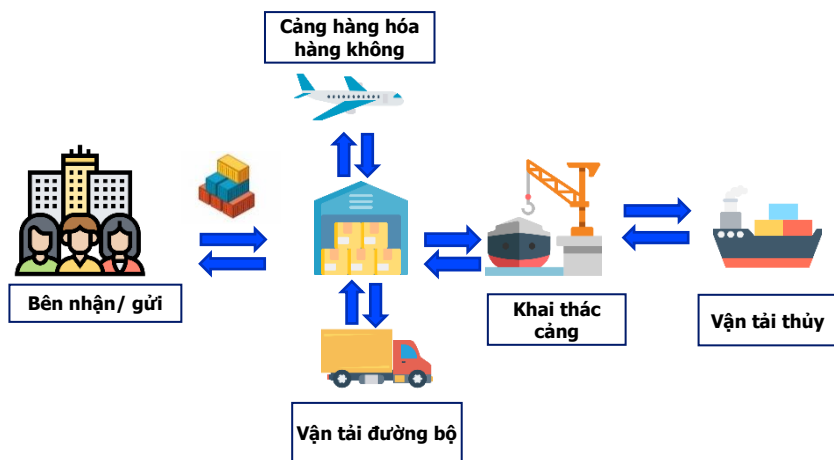 Cảng hàng hóa
hàng không
Bên nhận/ gửi
Khai thác
cảng
Vận tải thủy
Vận tải đường bộ